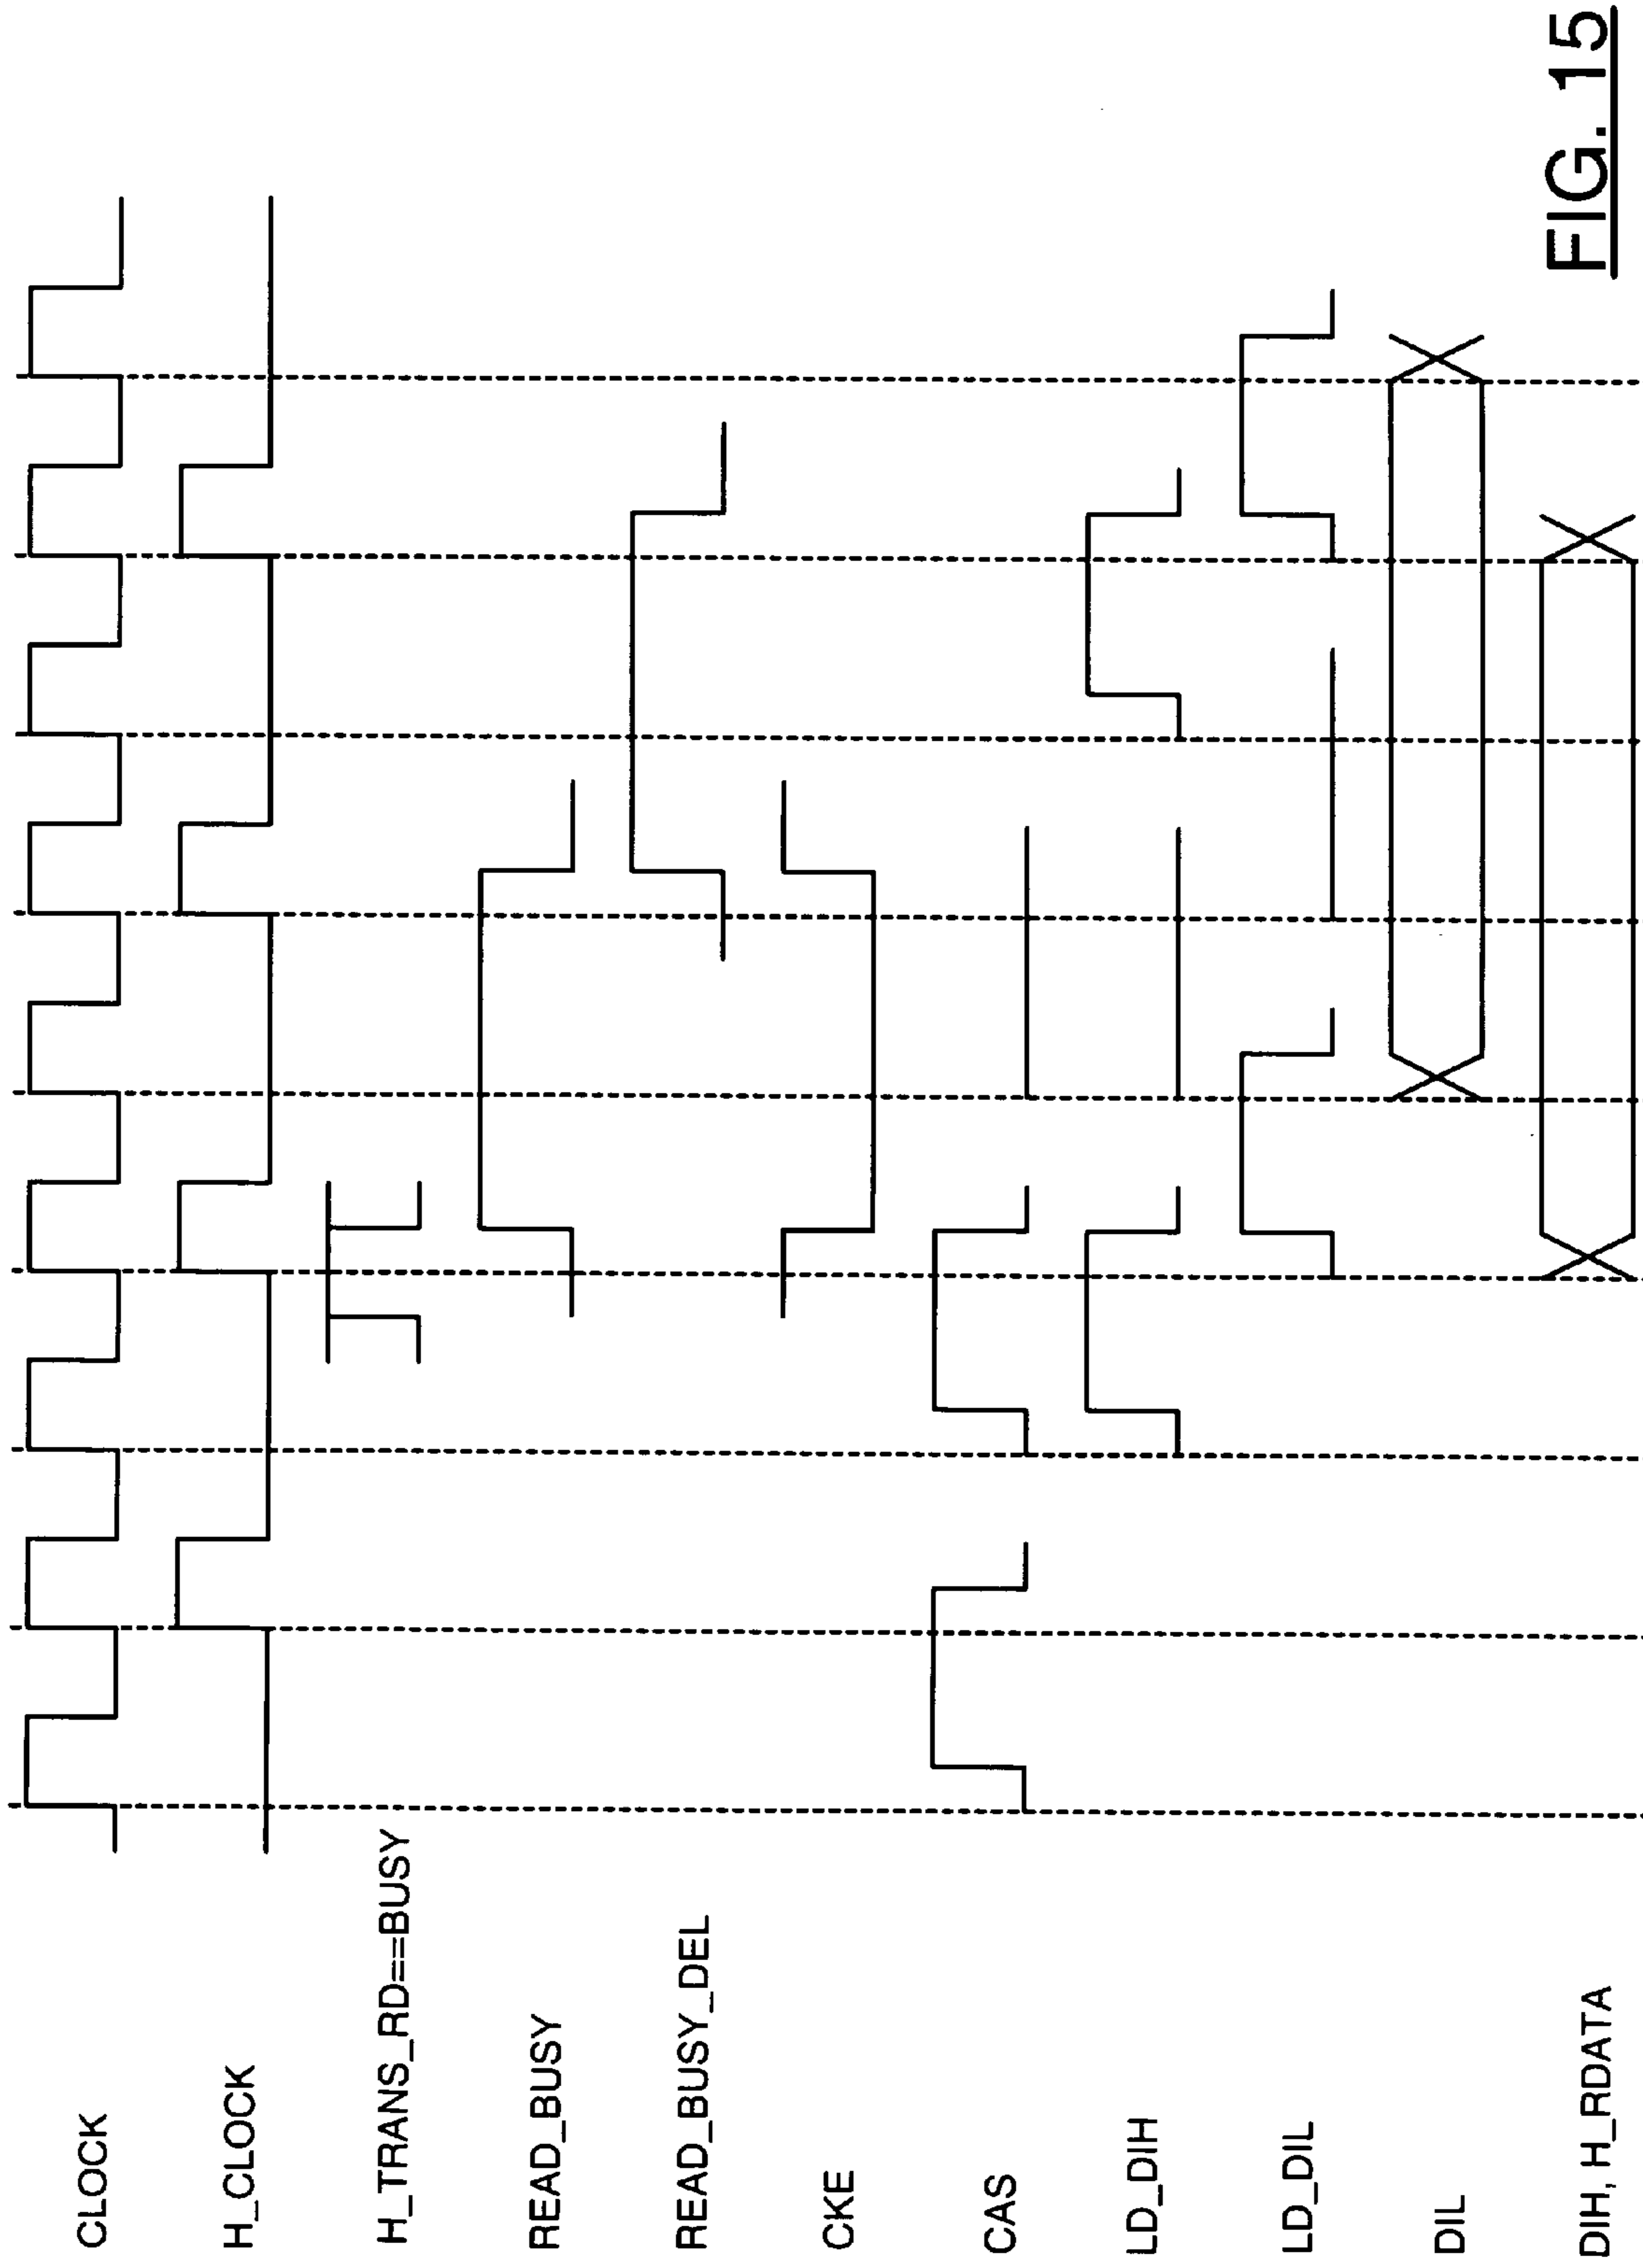 CLOCK
H_CLOCK
H_TRANS_RD==BUSY
READ_BUSY
READ_BUSY_DEL
CKE
CAS
LD_DIH
LD_DIL
DIL
DIH, H_RDATA
FIG. 15